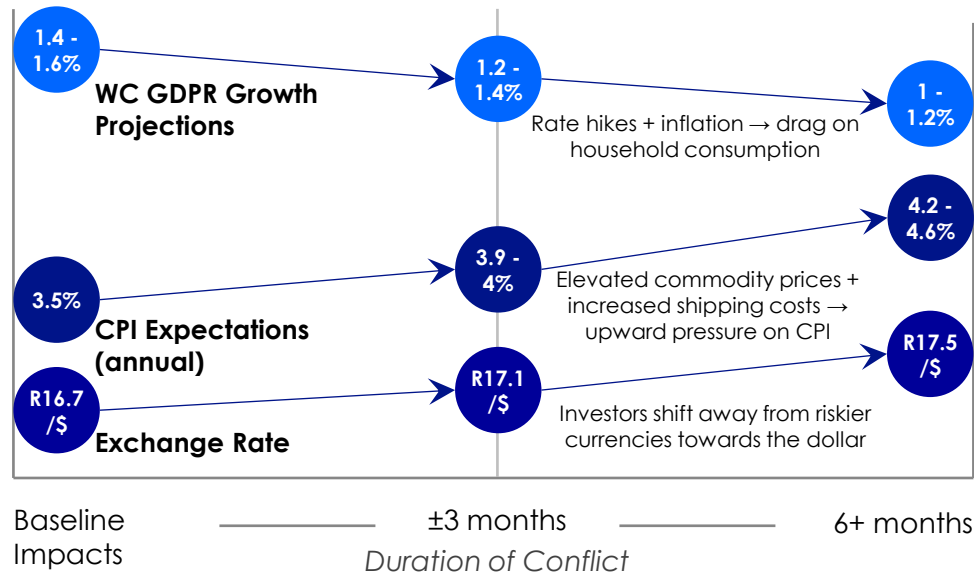 1.4 -
1.6%
WC GDPR Growth
Projections
1.2 -
1.4%
Rate hikes + inflation → drag on
household consumption
1 -
1.2%
3.5%
CPI Expectations
(annual)
3.9 -
4%
Elevated commodity prices +
increased shipping costs →
upward pressure on CPI
4.2 -
4.6%
R16.7
/$
Exchange Rate
R17.1
/$
Investors shift away from riskier
currencies towards the dollar
R17.5
/$
Baseline
Impacts
±3 months
6+ months
Duration of Conflict